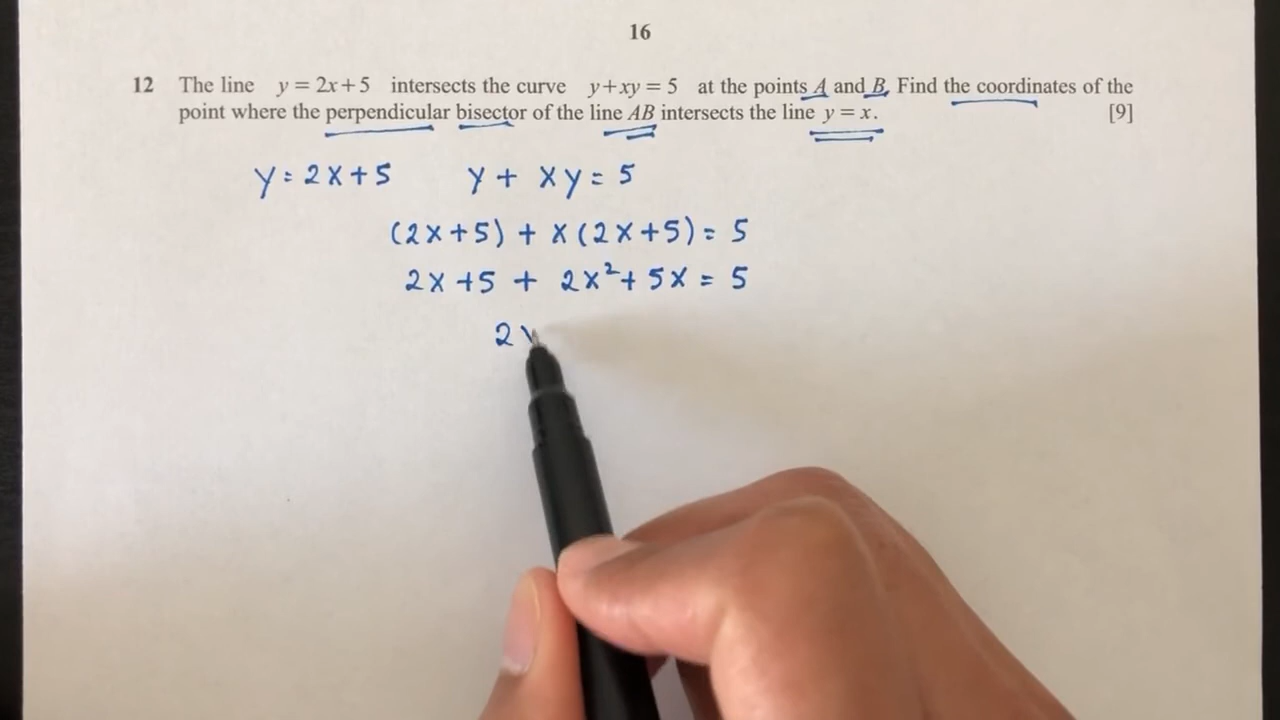 16
12 The line y = 2x + 5 intersects the curve y + xy = 5 at the points A and B. Find the coordinates of the
point where the perpendicular bisector of the line AB intersects the line y = x. [9]
y = 2x + 5 y + xy = 5
(2x + 5) + x(2x + 5) = 5
2x + 5 + 2x² + 5x = 5
2x